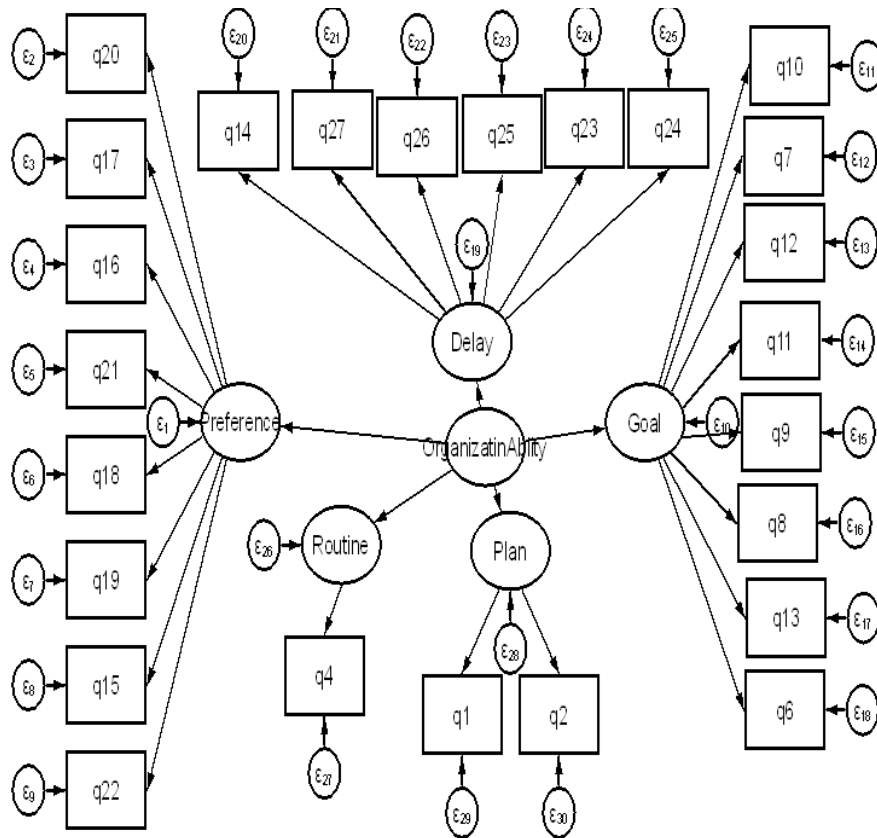 ε20 ε21 ε22 ε23 ε24 ε25
ε2 q20
q10 ε11
q14 q27 q26 q25 q23 q24
ε3 q17
q7 ε12
ε4 q16
ε19
q12 ε13
Delay
q11 ε14
ε5 q21
ε1 Preference
Goal ε10
q9 ε15
OrganizatinAblity
ε6 q18
q8 ε16
ε26 Routine
Plan
ε7 q19
q13 ε17
ε28
q4
ε8 q15
q1 q2
q6 ε18
ε27
ε9 q22
ε29 ε30